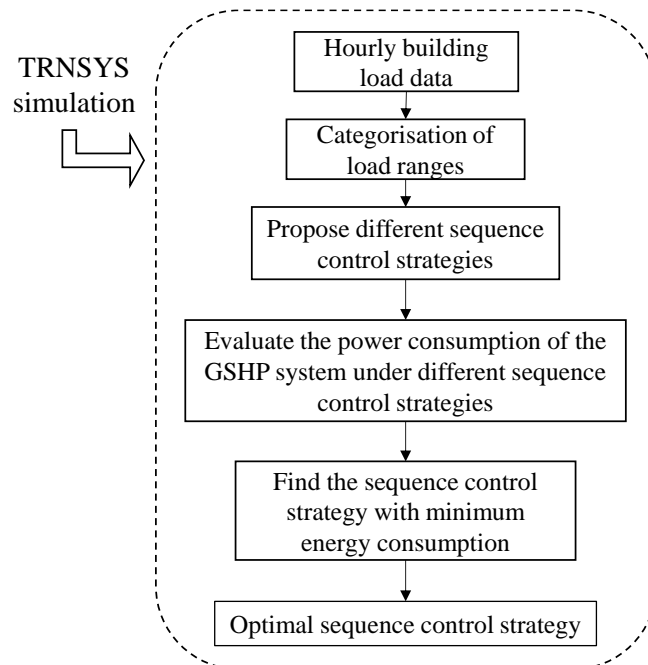 TRNSYS
simulation
Hourly building
load data
Categorisation of
load ranges
Propose different sequence
control strategies
Evaluate the power consumption of the
GSHP system under different sequence
control strategies
Find the sequence control
strategy with minimum
energy consumption
Optimal sequence control strategy